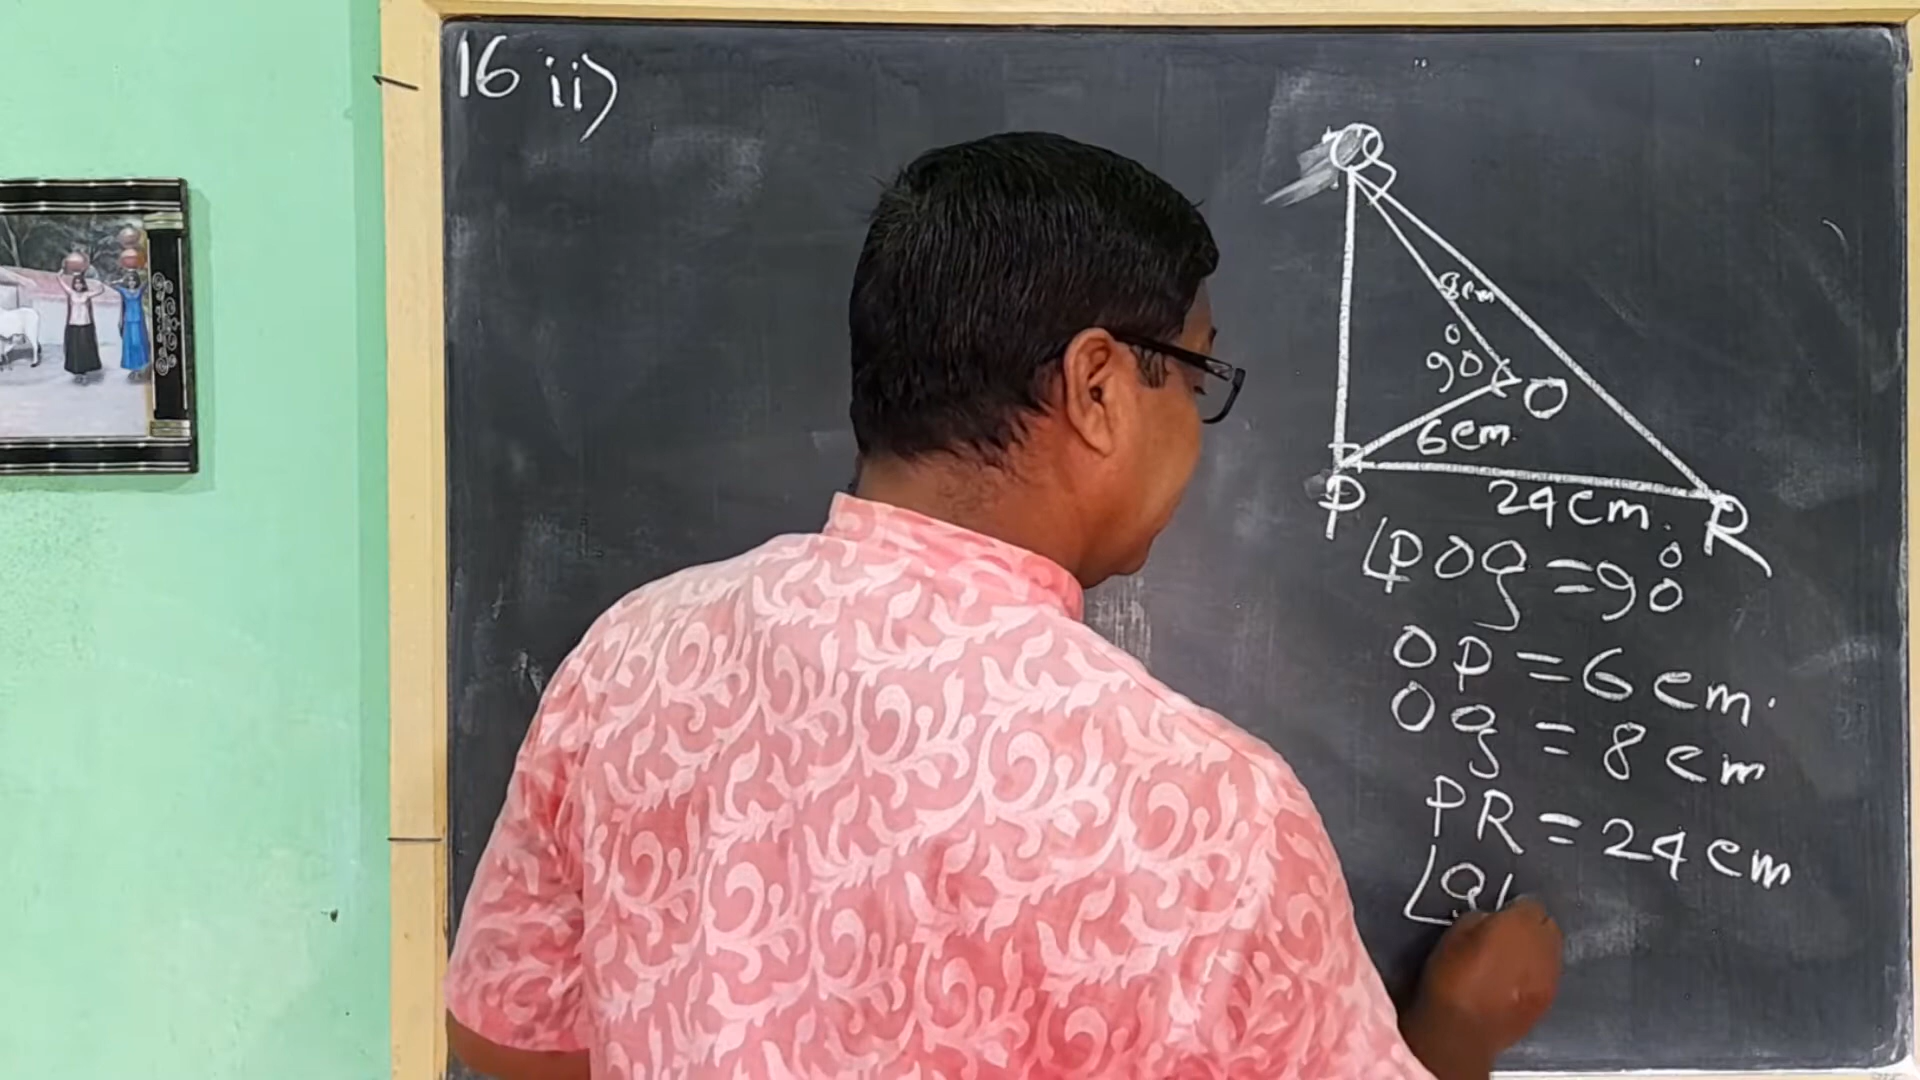 16 ii)
Q
8cm
90°
O
6cm.
P
24cm.
R
∠POQ = 90°
OP = 6cm.
OQ = 8cm
PR = 24cm
∠Q